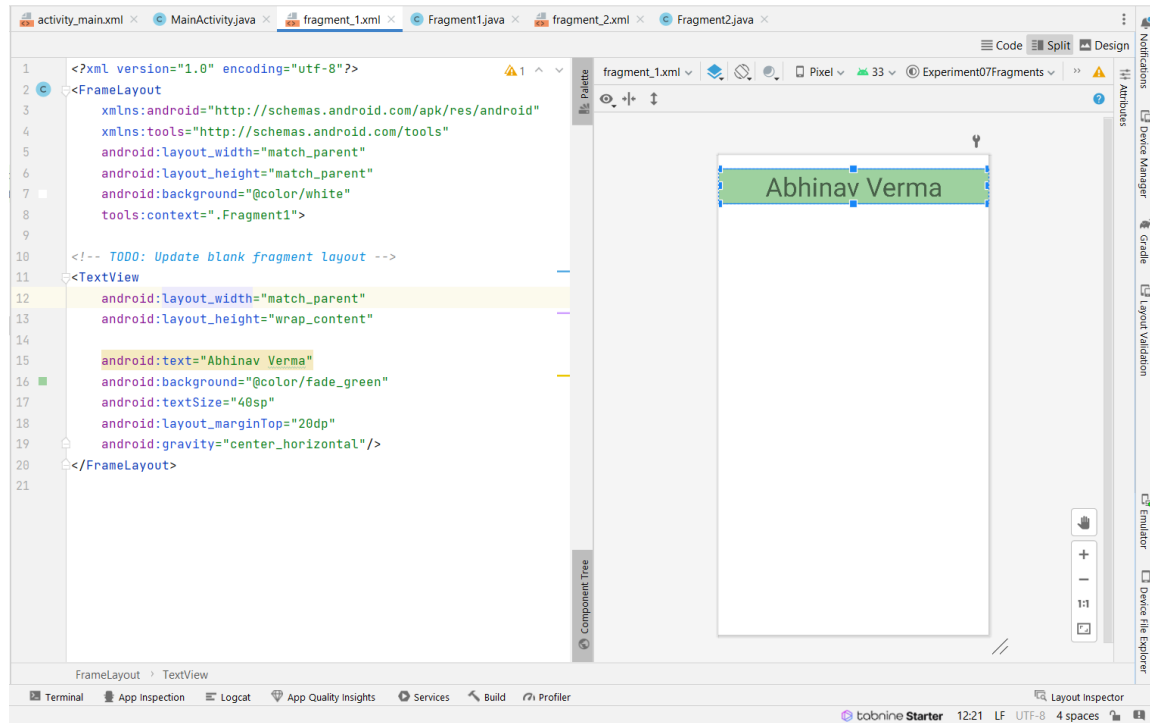 activity_main.xml MainActivity.java fragment_1.xml Fragment1.java fragment_2.xml Fragment2.java
Code Split Design
1 <?xml version="1.0" encoding="utf-8"?> 1
2 <FrameLayout
3 xmlns:android="http://schemas.android.com/apk/res/android"
4 xmlns:tools="http://schemas.android.com/tools"
5 android:layout_width="match_parent"
6 android:layout_height="match_parent"
7 android:background="@color/white"
8 tools:context=".Fragment1">
9
10 <!-- TODO: Update blank fragment layout -->
11 <TextView
12 android:layout_width="match_parent"
13 android:layout_height="wrap_content"
14
15 android:text="Abhinav Verma"
16 android:background="@color/fade_green"
17 android:textSize="40sp"
18 android:layout_marginTop="20dp"
19 android:gravity="center_horizontal"/>
20 </FrameLayout>
21
Palette
Component Tree
fragment_1.xml Pixel 33 Experiment07Fragments
Abhinav Verma
1:1
Attributes
Notifications
Device Manager
Gradle
Layout Validation
Emulator
Device File Explorer
FrameLayout > TextView
Terminal App Inspection Logcat App Quality Insights Services Build Profiler Layout Inspector
tabnine Starter 12:21 LF UTF-8 4 spaces